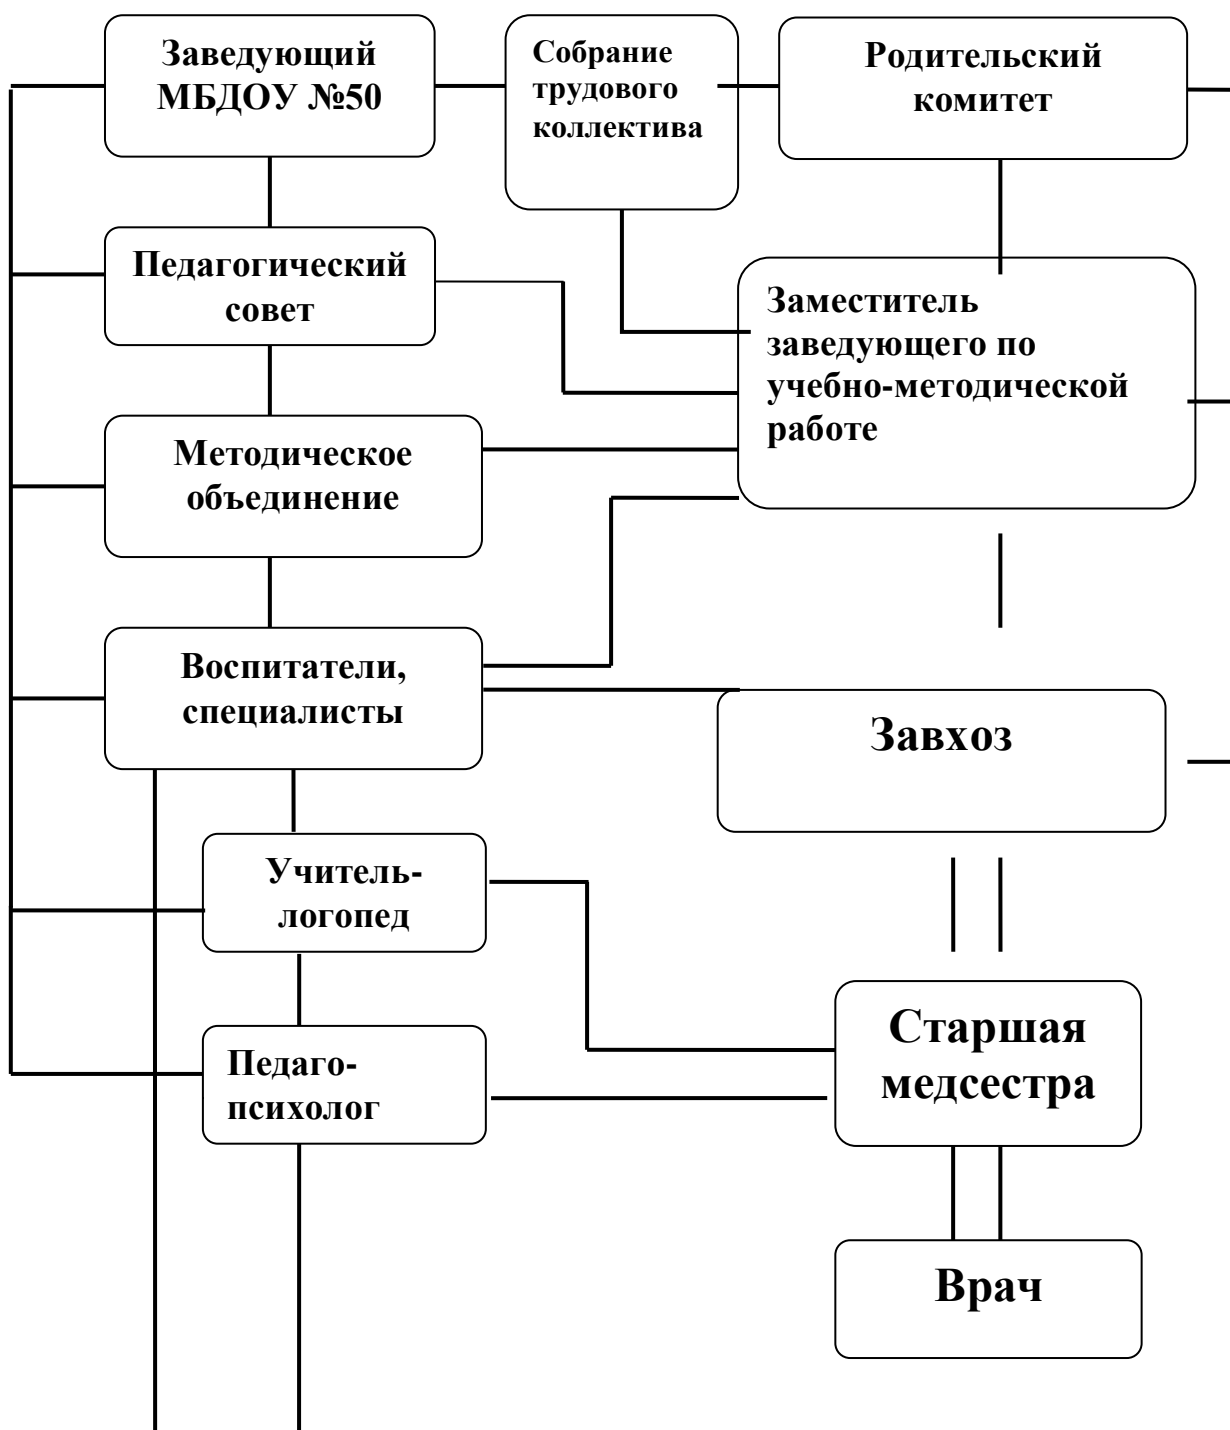 Заведующий
МБДОУ №50
Собрание
трудового
коллектива
Родительский
комитет
Педагогический
совет
Заместитель
заведующего по
учебно-методической
работе
Методическое
объединение
Воспитатели,
специалисты
Завхоз
Учитель-
логопед
Старшая
медсестра
Педаго-
психолог
Врач